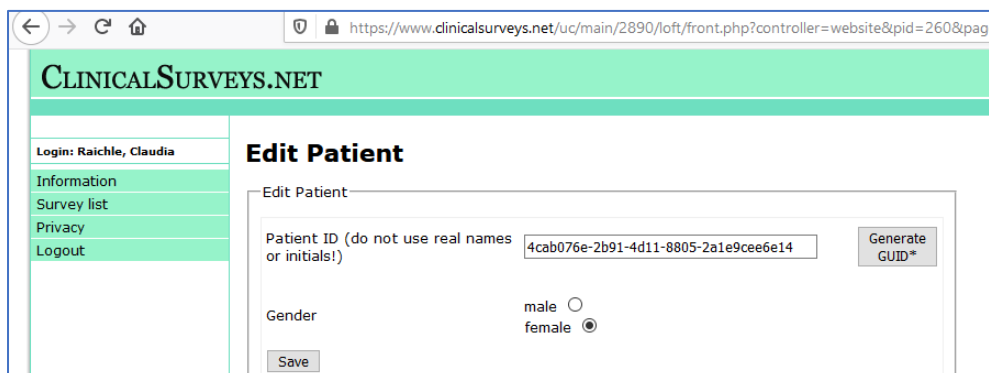 https://www.clinicalsurveys.net/uc/main/2890/loft/front.php?controller=website&pid=260&pag
CLINICALSURVEYS.NET
Login: Raichle, Claudia
Information
Survey list
Privacy
Logout
Edit Patient
Edit Patient
Patient ID (do not use real names
or initials!)
4cab076e-2b91-4d11-8805-2a1e9cee6e14
Generate
GUID*
Gender
male
female
Save